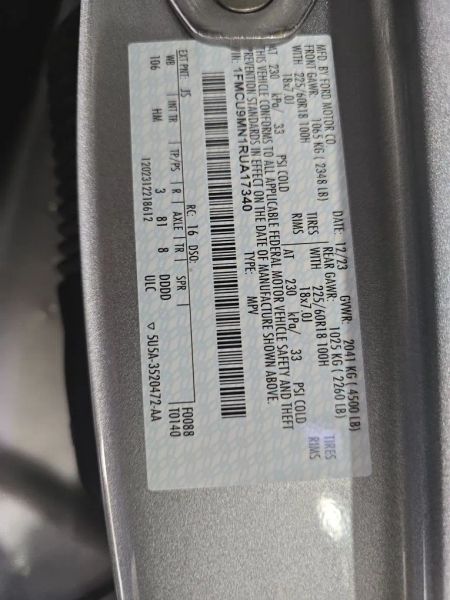 MFD. BY FORD MOTOR CO.
DATE: 12/23 GVWR: 2041 KG ( 4500 LB)
FRONT GAWR: 1065 KG ( 2348 LB) REAR GAWR: 1025 KG ( 2260 LB)
WITH 225/60R18 100H TIRES WITH 225/60R18 100H TIRES
18x7.0J RIMS 18x7.0J RIMS
AT 230 kPa/ 33 PSI COLD AT 230 kPa/ 33 PSI COLD
THIS VEHICLE CONFORMS TO ALL APPLICABLE FEDERAL MOTOR VEHICLE SAFETY AND THEFT
PREVENTION STANDARDS IN EFFECT ON THE DATE OF MANUFACTURE SHOWN ABOVE.
1FMCU9MN1RUA17340 TYPE: MPV
F0088
T0140
EXT PNT: JS RC: 16 DSO:
WB INT TR TP/PS R AXLE TR SPR
106 HM 3 81 8 DDDD
1202312218612 ULC ▽ 5U5A-3520472-AA